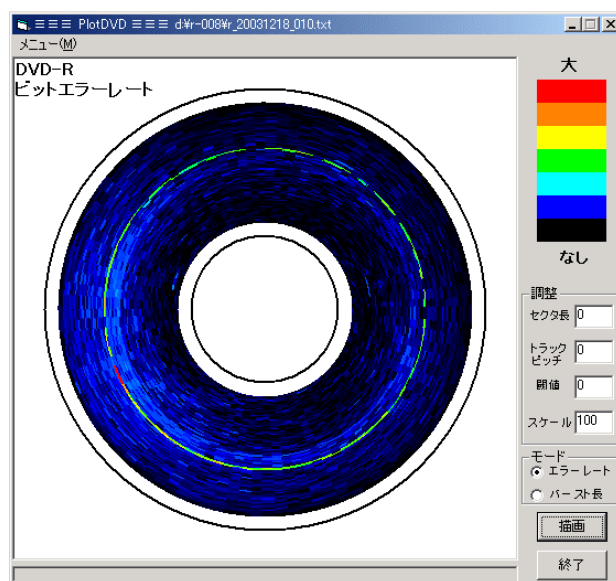 ≡≡≡ PlotDVD ≡≡≡ d:¥r-008¥r_20031218_010.txt
メニュー(M)
DVD-R
ビットエラーレート
大
なし
調整
セクタ長 0
トラック
ピッチ 0
閾値 0
スケール 100
モード
エラーレート
バースト長
描画
終了